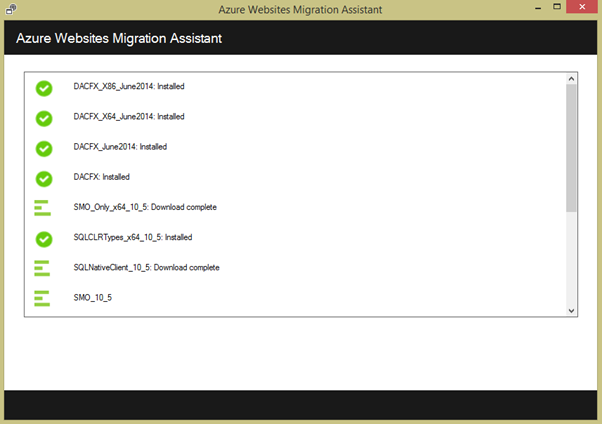 Azure Websites Migration Assistant
Azure Websites Migration Assistant
DACFX_X86_June2014: Installed
DACFX_X64_June2014: Installed
DACFX_June2014: Installed
DACFX: Installed
SMO_Only_x64_10_5: Download complete
SQLCLRTypes_x64_10_5: Installed
SQLNativeClient_10_5: Download complete
SMO_10_5